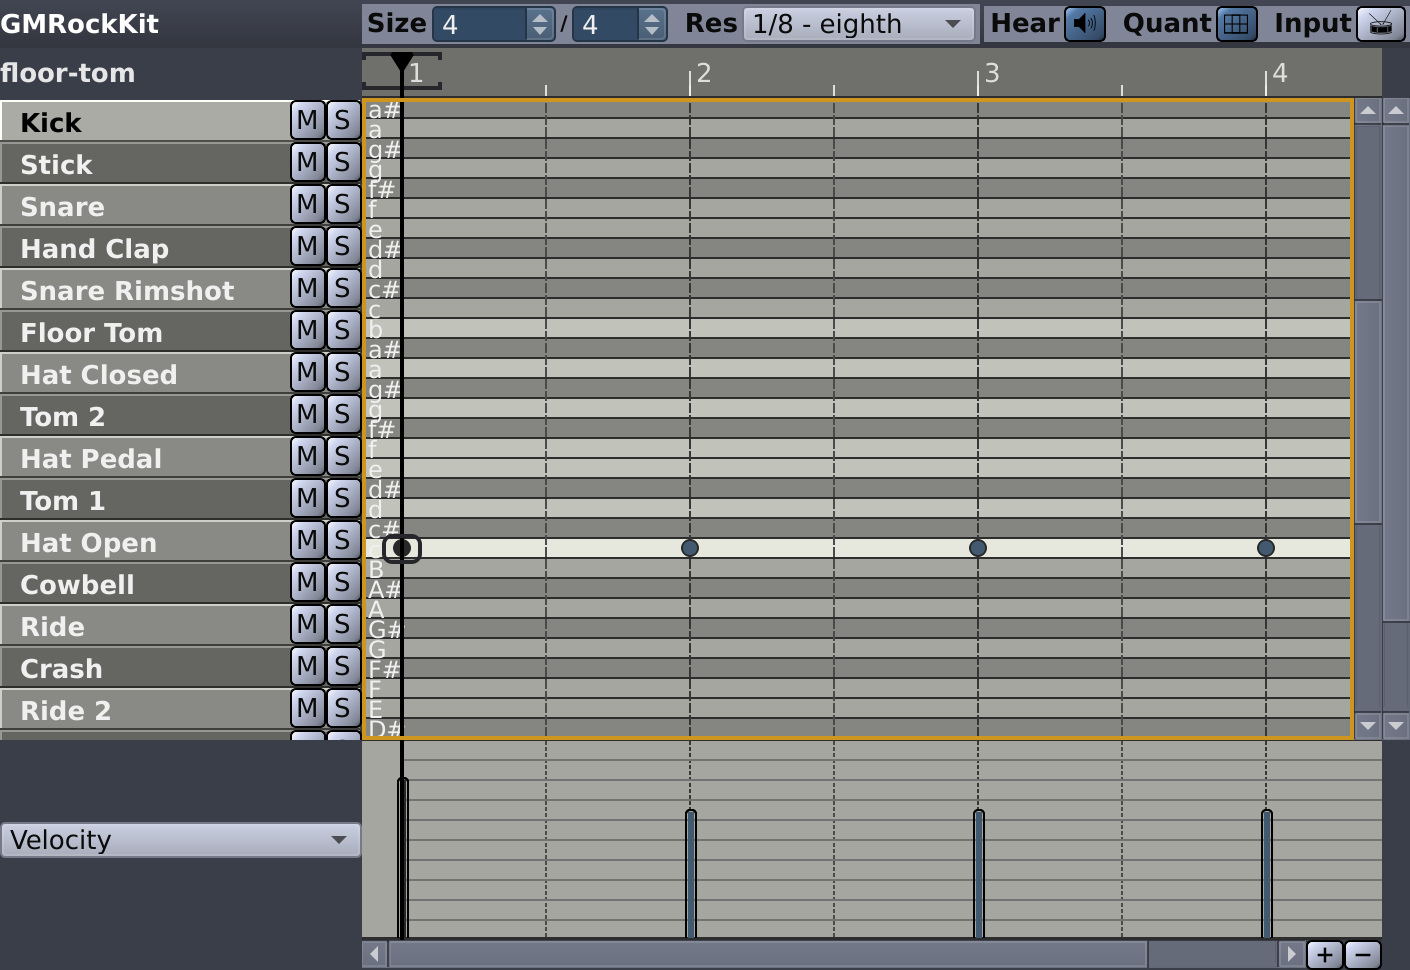 GMRockKit Size 4 / 4 Res 1/8 - eighth Hear Quant Input
floor-tom 1 2 3 4
Kick M S
Stick M S
Snare M S
Hand Clap M S
Snare Rimshot M S
Floor Tom M S
Hat Closed M S
Tom 2 M S
Hat Pedal M S
Tom 1 M S
Hat Open M S
Cowbell M S
Ride M S
Crash M S
Ride 2 M S
a#
a
g#
g
f#
f
e
d#
d
c#
c
b
a#
a
g#
g
f#
f
e
d#
d
c#
B
A#
A
G#
G
F#
F
E
D#
Velocity
+ −